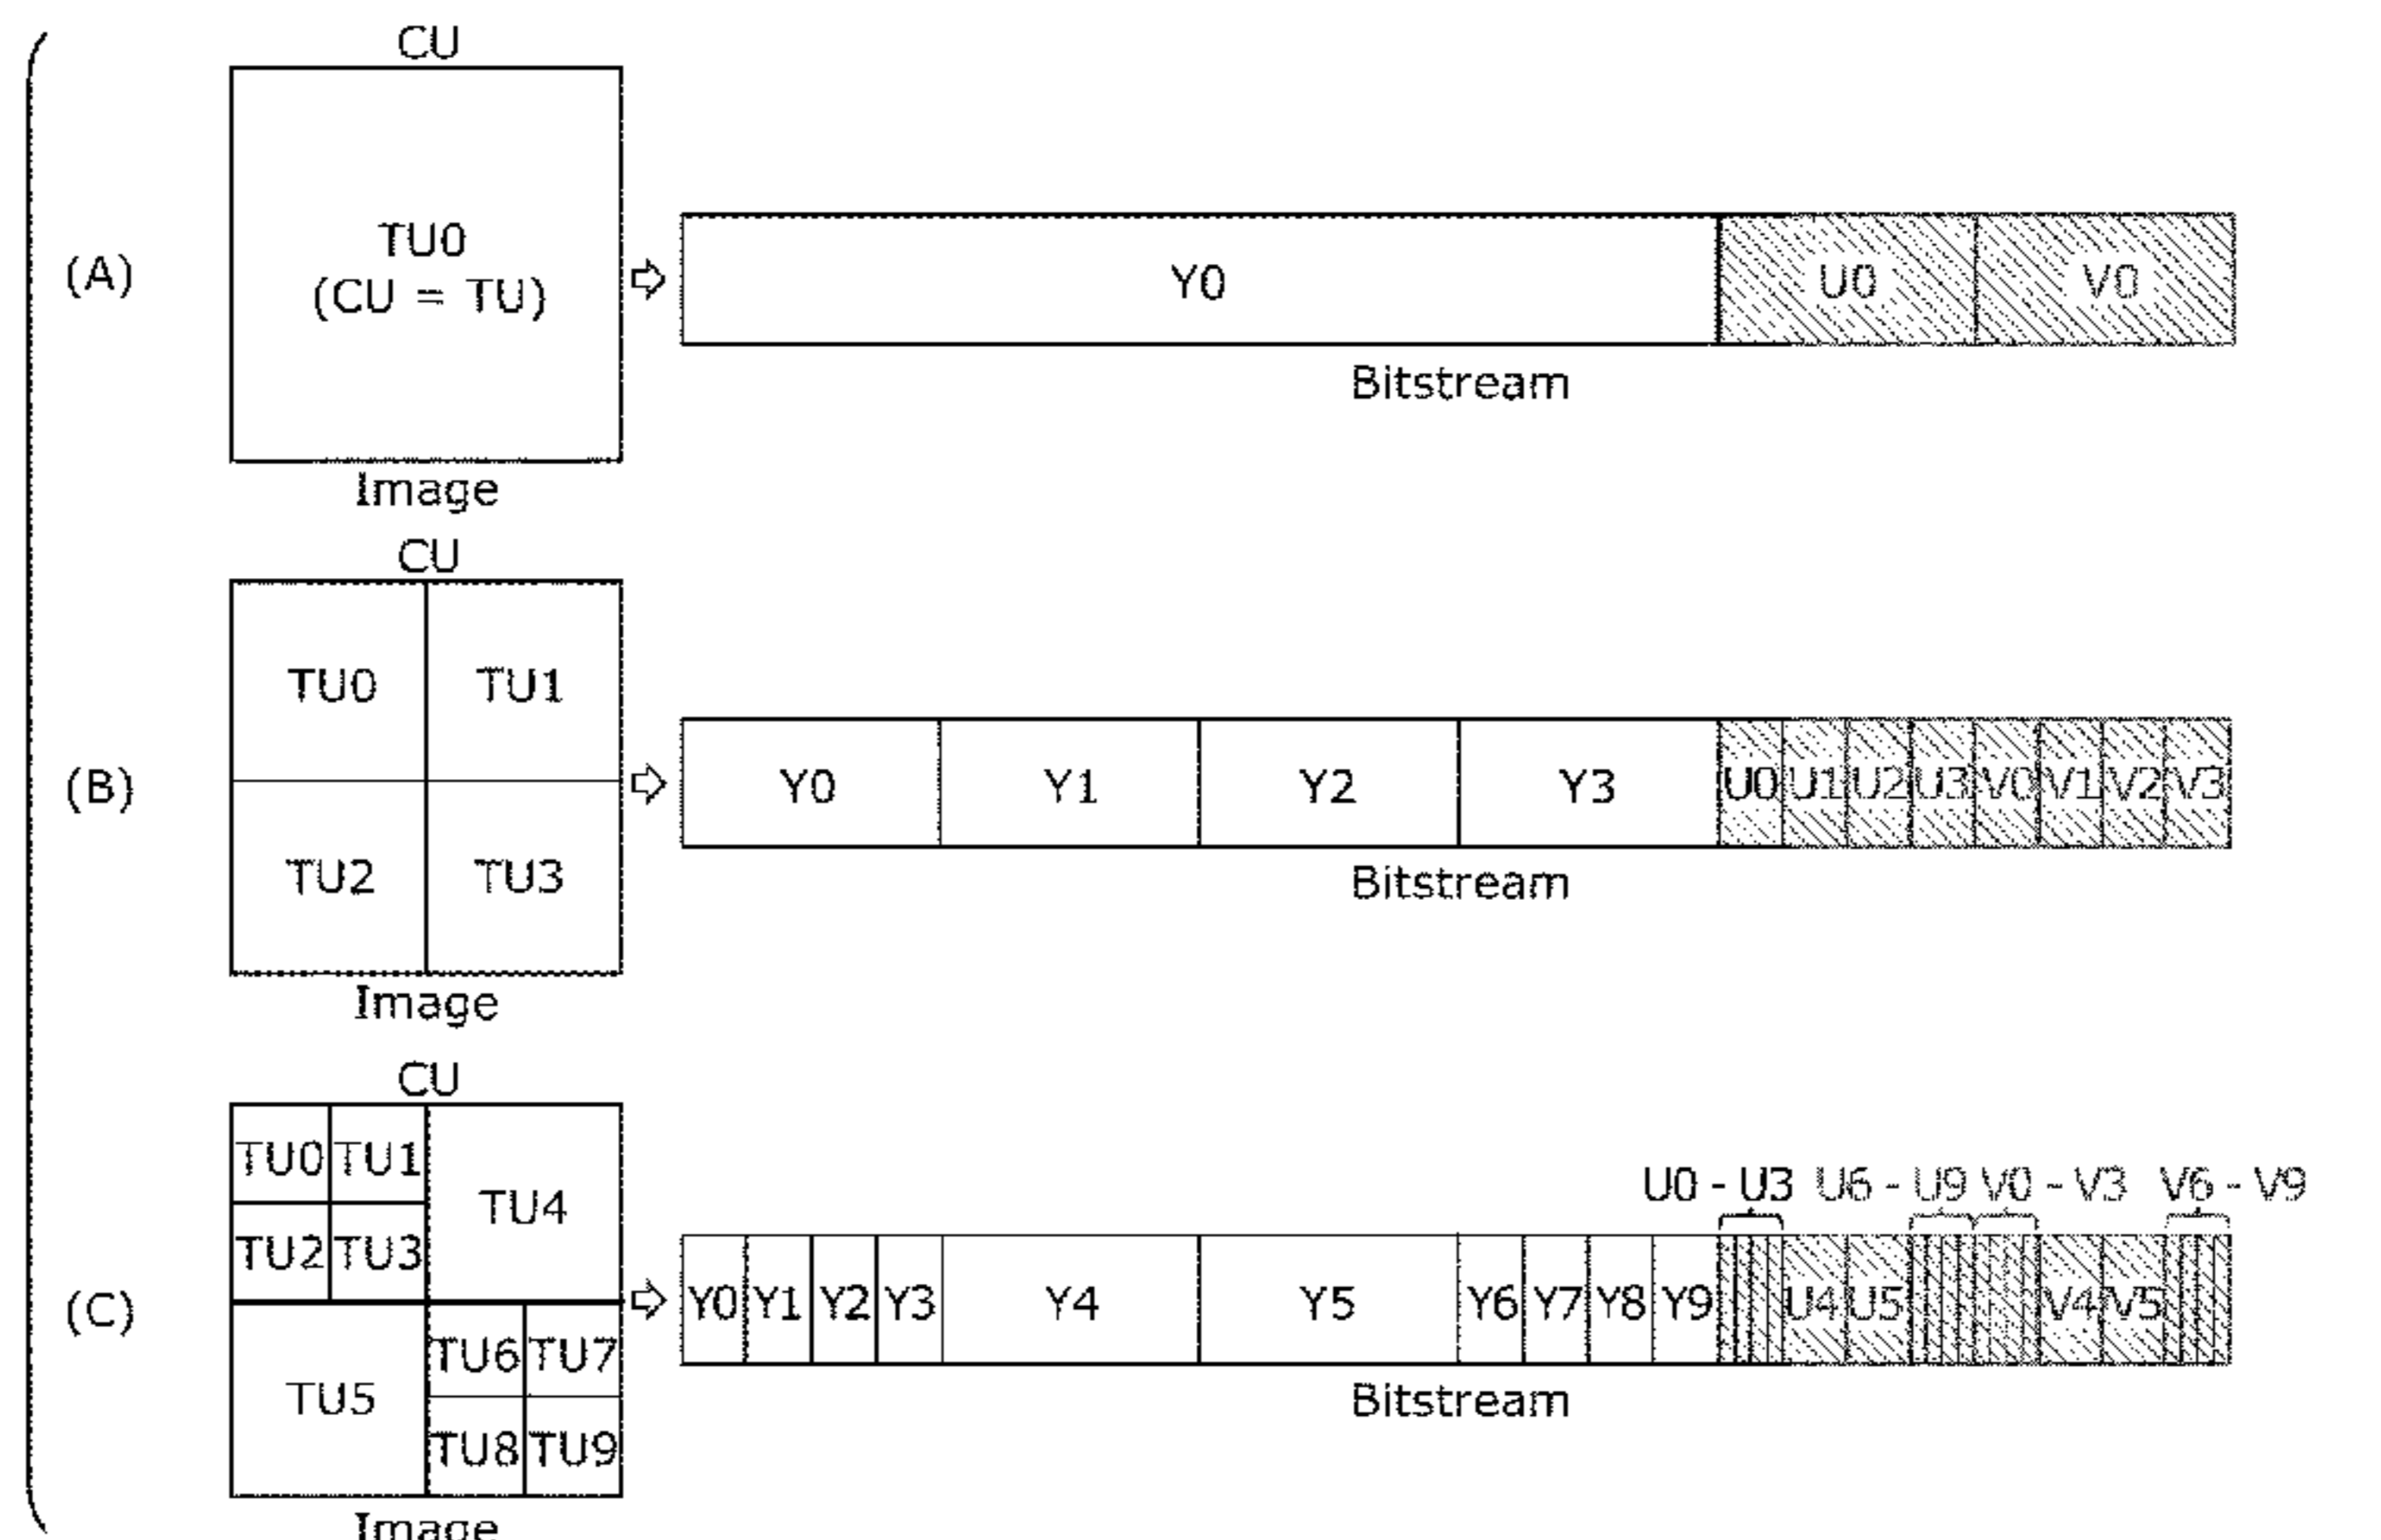 CU
TU0
(CU = TU)
(A)
Y0 U0 V0
Bitstream
Image
CU
TU0 TU1
TU2 TU3
(B)
Y0 Y1 Y2 Y3 U0 U1 U2 U3 V0 V1 V2 V3
Bitstream
Image
CU
TU0 TU1
TU4
TU2 TU3
TU5
TU6 TU7
TU8 TU9
(C)
U0 - U3 U6 - U9 V0 - V3 V6 - V9
Y0 Y1 Y2 Y3 Y4 Y5 Y6 Y7 Y8 Y9 U4 U5 V4 V5
Bitstream
Image